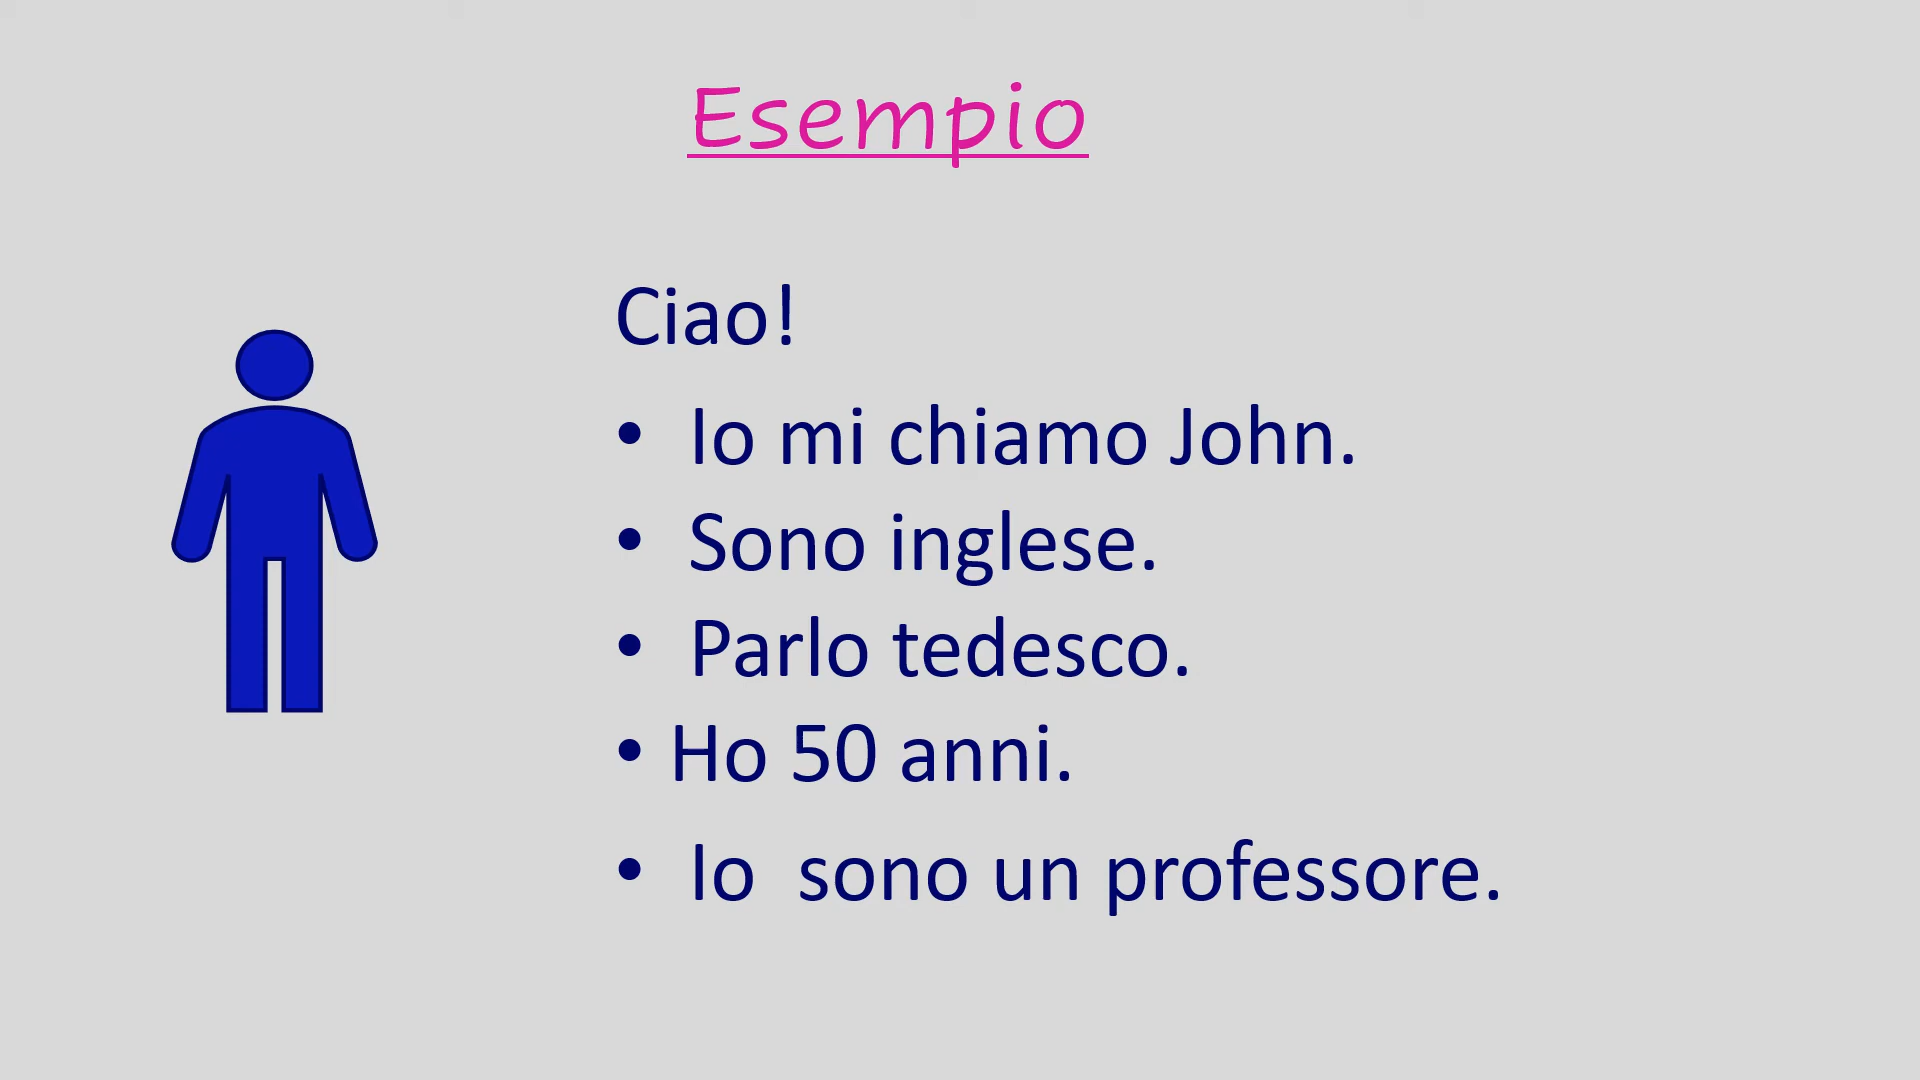 Esempio
Ciao!
• Io mi chiamo John.
• Sono inglese.
• Parlo tedesco.
• Ho 50 anni.
• Io sono un professore.